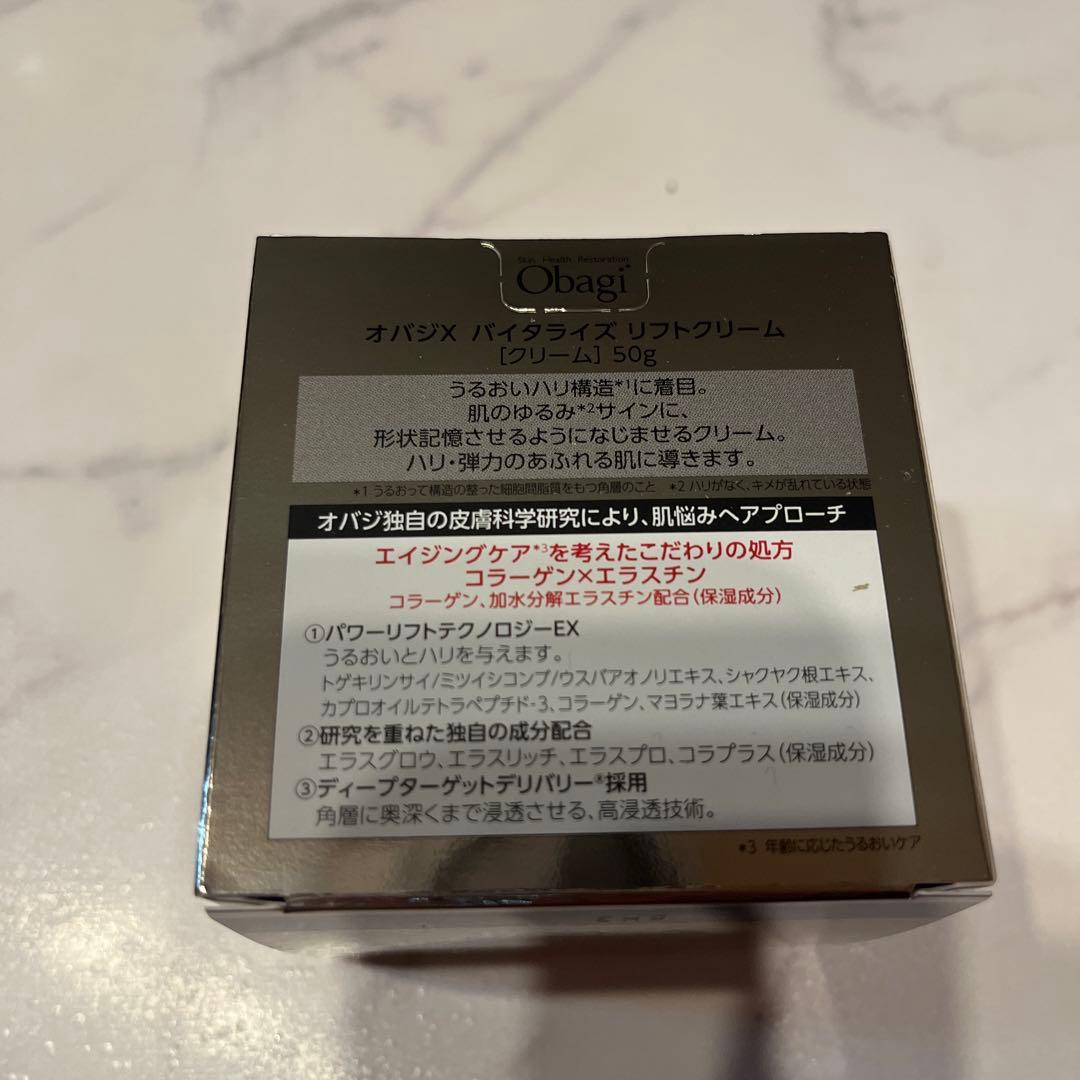 Skin Health Restoration
Obagi®
オバジX バイタライズ リフトクリーム
[クリーム] 50g
うるおいハリ構造*1に着目。
肌のゆるみ*2サインに、
形状記憶させるようになじませるクリーム。
ハリ・弾力のあふれる肌に導きます。
*1 うるおって構造の整った細胞間脂質をもつ角層のこと *2 ハリがなく、キメが乱れている状態
オバジ独自の皮膚科学研究により、肌悩みへアプローチ
エイジングケア*3を考えたこだわりの処方
コラーゲン×エラスチン
コラーゲン、加水分解エラスチン配合(保湿成分)
①パワーリフトテクノロジーEX
うるおいとハリを与えます。
トゲキリンサイ/ミツイシコンブ/ウスバアオノリエキス、シャクヤク根エキス、
カプロオイルテトラペプチド-3、コラーゲン、マヨラナ葉エキス(保湿成分)
②研究を重ねた独自の成分配合
エラスグロウ、エラスリッチ、エラスプロ、コラプラス(保湿成分)
③ディープターゲットデリバリー®採用
角層に奥深くまで浸透させる、高浸透技術。
*3 年齢に応じたうるおいケア